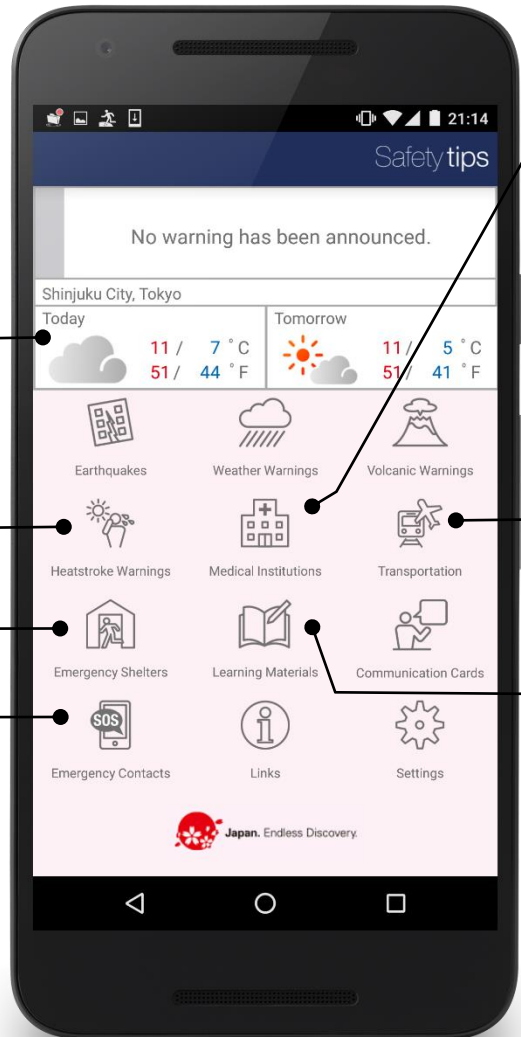 21:14
Safety tips
No warning has been announced.
Shinjuku City, Tokyo
Today
Tomorrow
11 / 7 °C
11 / 5 °C
51 / 44 °F
51 / 41 °F
Earthquakes
Weather Warnings
Volcanic Warnings
Heatstroke Warnings
Medical Institutions
Transportation
Emergency Shelters
Learning Materials
Communication Cards
SOS
Emergency Contacts
Links
Settings
Japan. Endless Discovery.